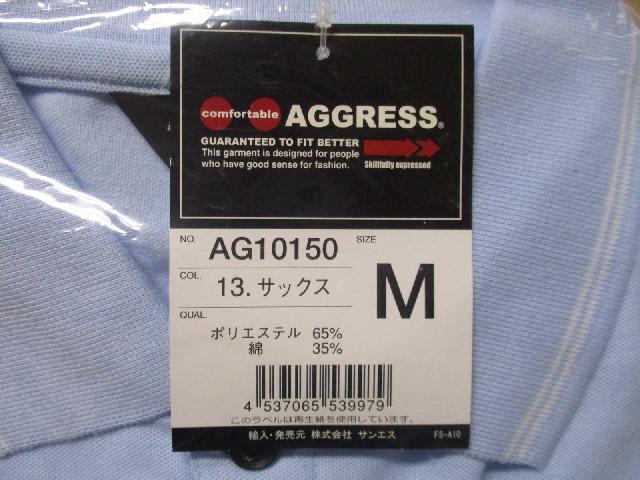 comfortable AGGRESS®
GUARANTEED TO FIT BETTER
This garment is designed for people
who have good sense for fashion.
Skillfully expressed
NO. AG10150
SIZE M
COL. 13.サックス
QUAL.
ポリエステル 65%
綿 35%
4 537065 539979
このラベルは再生紙を使用しています。
輸入・発売元 株式会社 サンエス FS-A10